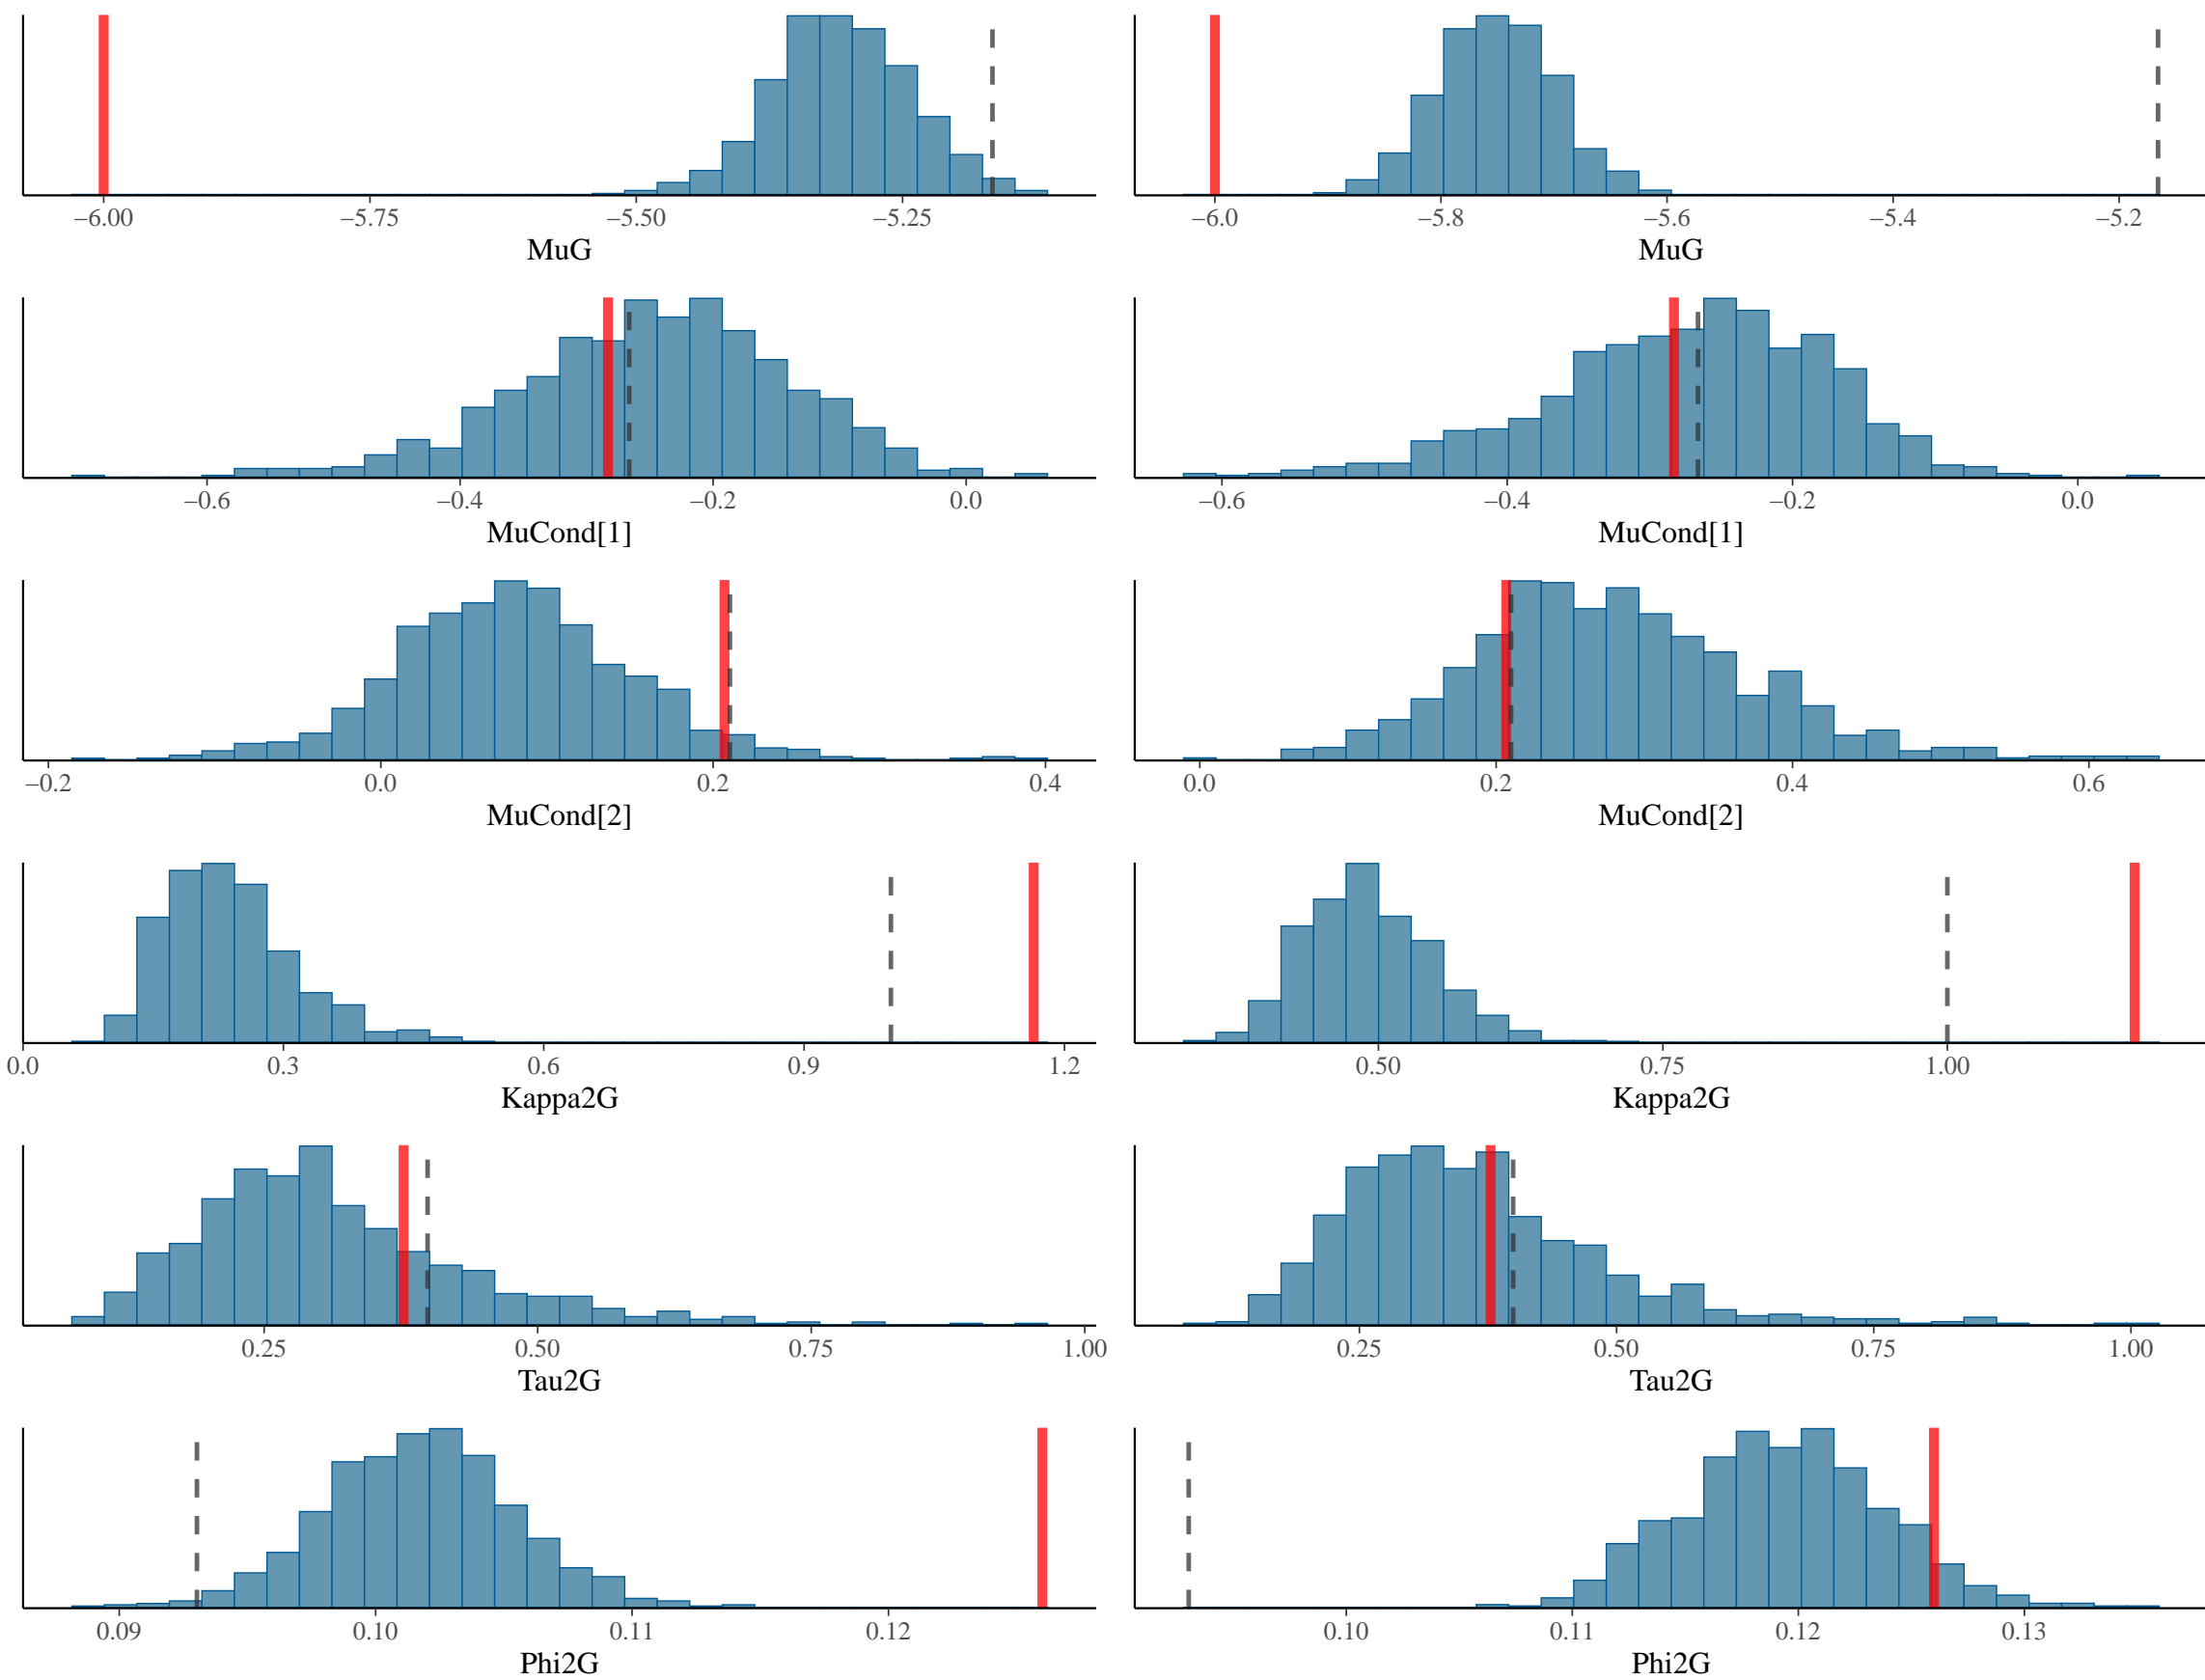 −6.00 −5.75 −5.50 −5.25
MuG
−6.0 −5.8 −5.6 −5.4 −5.2
MuG
−0.6 −0.4 −0.2 0.0
MuCond[1]
−0.6 −0.4 −0.2 0.0
MuCond[1]
−0.2 0.0 0.2 0.4
MuCond[2]
0.0 0.2 0.4 0.6
MuCond[2]
0.0 0.3 0.6 0.9 1.2
Kappa2G
0.50 0.75 1.00
Kappa2G
0.25 0.50 0.75 1.00
Tau2G
0.25 0.50 0.75 1.00
Tau2G
0.09 0.10 0.11 0.12
Phi2G
0.10 0.11 0.12 0.13
Phi2G